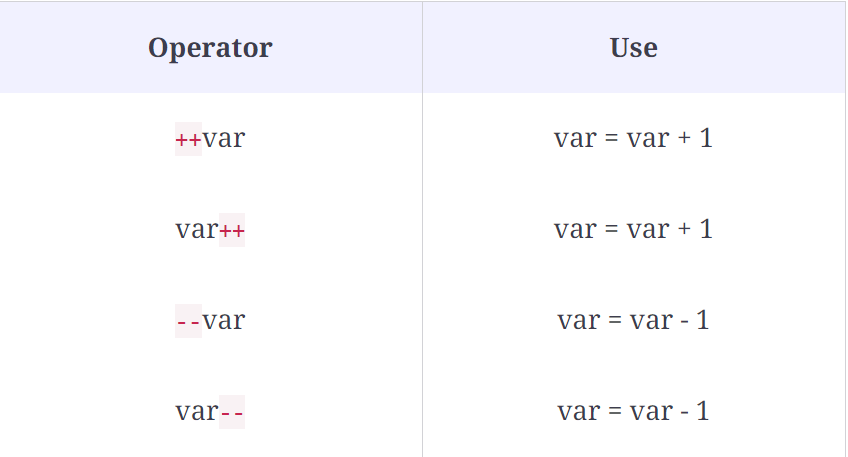 Operator Use
++var var = var + 1
var++ var = var + 1
--var var = var - 1
var-- var = var - 1